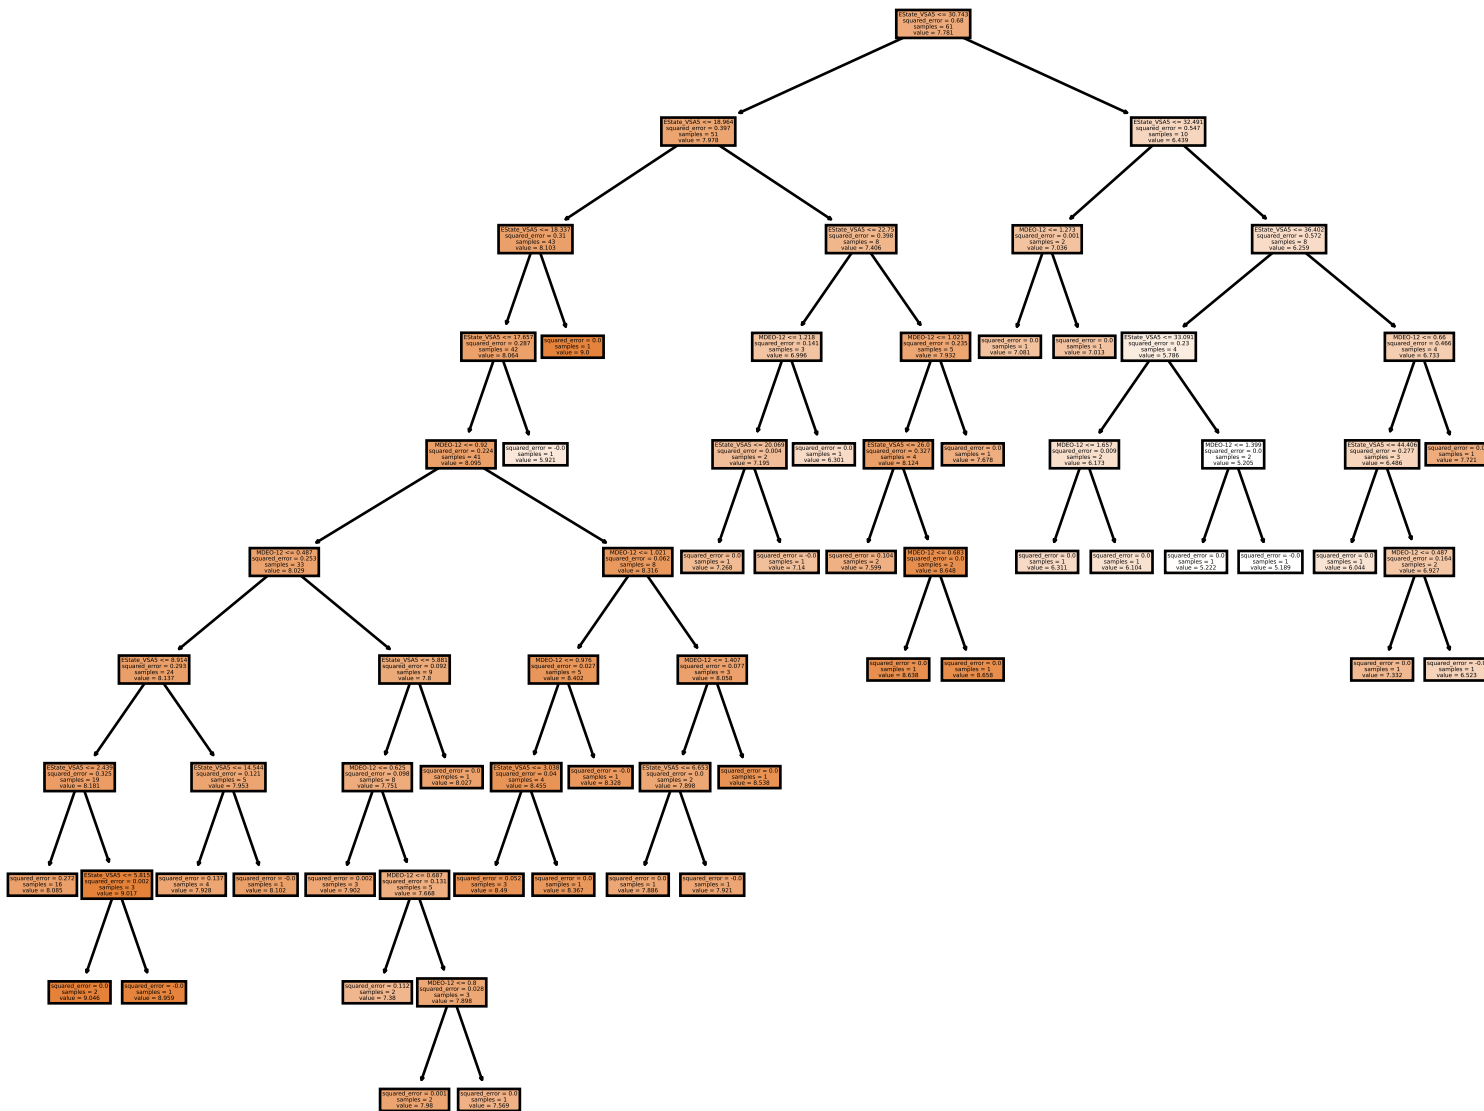 EState_VSA5 <= 30.743
squared_error = 0.68
samples = 61
value = 7.781
EState_VSA5 <= 18.964
squared_error = 0.397
samples = 51
value = 7.978
EState_VSA5 <= 32.491
squared_error = 0.547
samples = 10
value = 6.439
EState_VSA5 <= 18.337
squared_error = 0.31
samples = 43
value = 8.103
EState_VSA5 <= 22.75
squared_error = 0.398
samples = 8
value = 7.406
MDEO-12 <= 1.273
squared_error = 0.001
samples = 2
value = 7.036
EState_VSA5 <= 36.402
squared_error = 0.572
samples = 8
value = 6.259
EState_VSA5 <= 17.657
squared_error = 0.287
samples = 42
value = 8.064
squared_error = 0.0
samples = 1
value = 9.0
MDEO-12 <= 1.218
squared_error = 0.141
samples = 3
value = 6.996
MDEO-12 <= 1.021
squared_error = 0.235
samples = 5
value = 7.932
squared_error = 0.0
samples = 1
value = 7.081
squared_error = 0.0
samples = 1
value = 7.013
EState_VSA5 <= 33.091
squared_error = 0.23
samples = 4
value = 5.786
MDEO-12 <= 0.66
squared_error = 0.466
samples = 4
value = 6.733
MDEO-12 <= 0.92
squared_error = 0.224
samples = 41
value = 8.095
squared_error = -0.0
samples = 1
value = 5.921
EState_VSA5 <= 20.069
squared_error = 0.004
samples = 2
value = 7.195
squared_error = 0.0
samples = 1
value = 6.301
EState_VSA5 <= 26.0
squared_error = 0.327
samples = 4
value = 8.124
squared_error = 0.0
samples = 1
value = 7.678
MDEO-12 <= 1.657
squared_error = 0.009
samples = 2
value = 6.173
MDEO-12 <= 1.399
squared_error = 0.0
samples = 2
value = 5.205
EState_VSA5 <= 44.406
squared_error = 0.277
samples = 3
value = 6.486
squared_error = 0.0
samples = 1
value = 7.721
MDEO-12 <= 0.487
squared_error = 0.253
samples = 33
value = 8.029
MDEO-12 <= 1.021
squared_error = 0.062
samples = 8
value = 8.316
squared_error = 0.0
samples = 1
value = 7.268
squared_error = -0.0
samples = 1
value = 7.14
squared_error = 0.104
samples = 2
value = 7.599
MDEO-12 <= 0.683
squared_error = 0.0
samples = 2
value = 8.648
squared_error = 0.0
samples = 1
value = 6.311
squared_error = 0.0
samples = 1
value = 6.104
squared_error = 0.0
samples = 1
value = 5.222
squared_error = -0.0
samples = 1
value = 5.189
squared_error = 0.0
samples = 1
value = 6.044
MDEO-12 <= 0.487
squared_error = 0.164
samples = 2
value = 6.927
EState_VSA5 <= 8.914
squared_error = 0.293
samples = 24
value = 8.137
EState_VSA5 <= 5.881
squared_error = 0.092
samples = 9
value = 7.8
MDEO-12 <= 0.976
squared_error = 0.027
samples = 5
value = 8.402
MDEO-12 <= 1.407
squared_error = 0.077
samples = 3
value = 8.058
squared_error = 0.0
samples = 1
value = 8.638
squared_error = 0.0
samples = 1
value = 8.658
squared_error = 0.0
samples = 1
value = 7.332
squared_error = -0.0
samples = 1
value = 6.523
EState_VSA5 <= 2.439
squared_error = 0.325
samples = 19
value = 8.181
EState_VSA5 <= 14.544
squared_error = 0.121
samples = 5
value = 7.953
MDEO-12 <= 0.625
squared_error = 0.098
samples = 8
value = 7.751
squared_error = 0.0
samples = 1
value = 8.027
EState_VSA5 <= 3.038
squared_error = 0.04
samples = 4
value = 8.455
squared_error = -0.0
samples = 1
value = 8.328
EState_VSA5 <= 6.653
squared_error = 0.0
samples = 2
value = 7.898
squared_error = 0.0
samples = 1
value = 8.538
squared_error = 0.272
samples = 16
value = 8.085
EState_VSA5 <= 5.815
squared_error = 0.002
samples = 3
value = 9.017
squared_error = 0.137
samples = 4
value = 7.928
squared_error = -0.0
samples = 1
value = 8.102
squared_error = 0.002
samples = 3
value = 7.902
MDEO-12 <= 0.687
squared_error = 0.131
samples = 5
value = 7.668
squared_error = 0.052
samples = 3
value = 8.49
squared_error = 0.0
samples = 1
value = 8.367
squared_error = 0.0
samples = 1
value = 7.886
squared_error = -0.0
samples = 1
value = 7.921
squared_error = 0.0
samples = 2
value = 9.046
squared_error = -0.0
samples = 1
value = 8.959
squared_error = 0.112
samples = 2
value = 7.38
MDEO-12 <= 0.8
squared_error = 0.028
samples = 3
value = 7.898
squared_error = 0.001
samples = 2
value = 7.98
squared_error = 0.0
samples = 1
value = 7.569